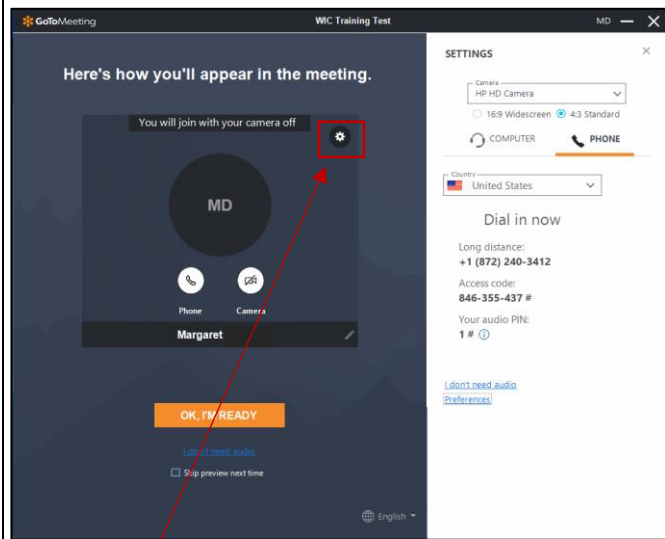 GoToMeeting
WIC Training Test
MD
Here's how you'll appear in the meeting.
You will join with your camera off
MD
Phone Camera
Margaret
OK, I'M READY
I don't need audio
Skip preview next time
English
SETTINGS
Camera
HP HD Camera
16:9 Widescreen 4:3 Standard
COMPUTER PHONE
Country
United States
Dial in now
Long distance:
+1 (872) 240-3412
Access code:
846-355-437 #
Your audio PIN:
1 #
I don't need audio
Preferences